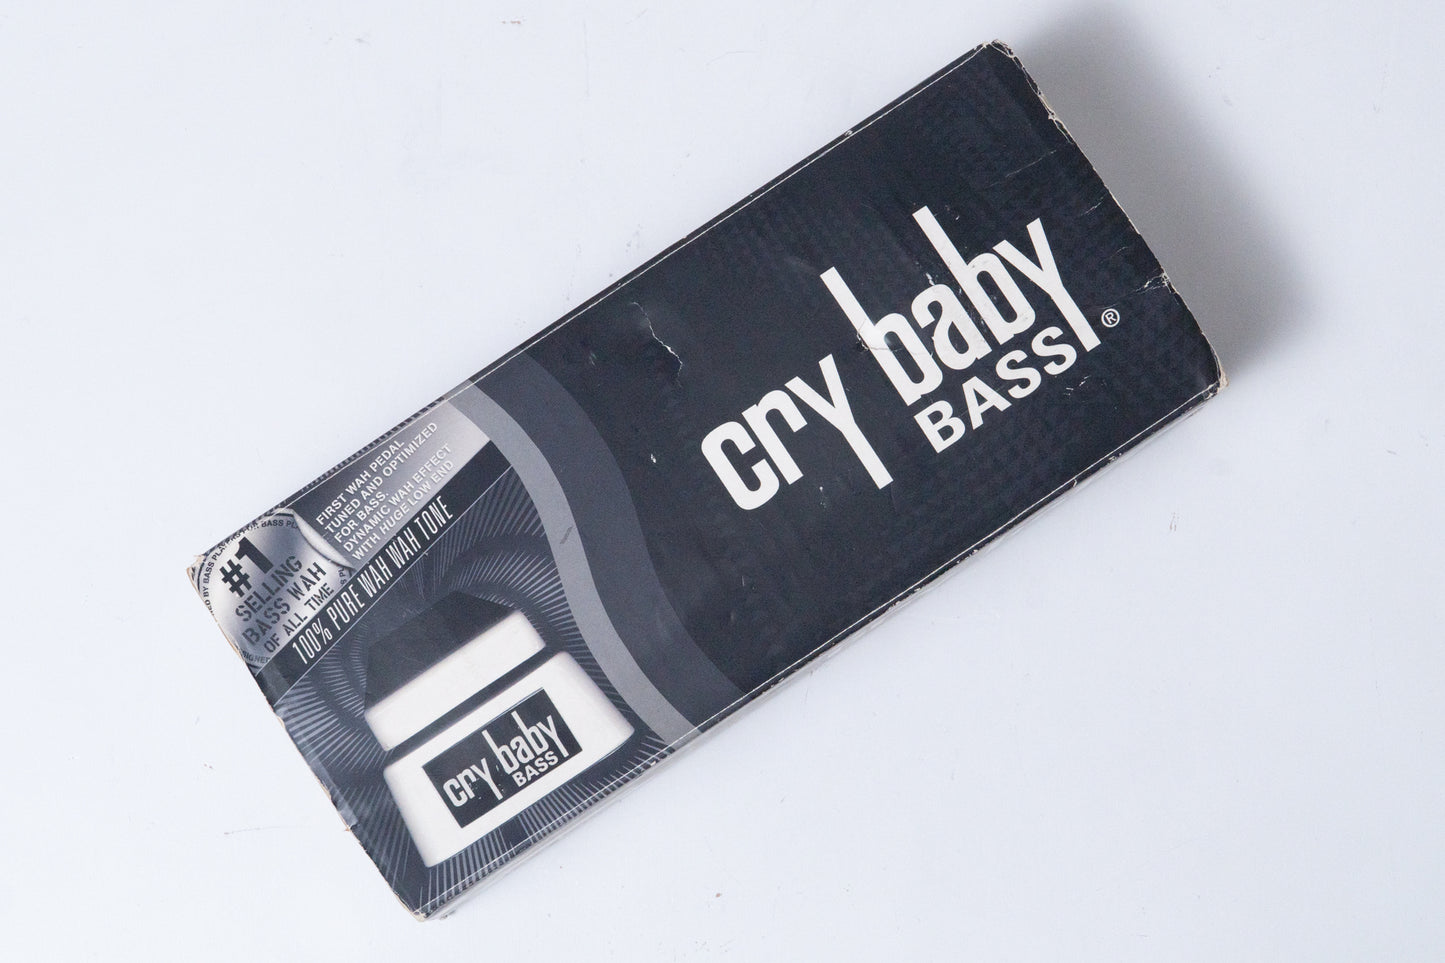 cry baby®
BASS
FIRST WAH PEDAL
TUNED AND OPTIMIZED
FOR BASS.
DYNAMIC WAH EFFECT
WITH HUGE LOW END
100% PURE WAH WAH TONE
#1
SELLING
BASS WAH
OF ALL TIME
cry baby
BASS